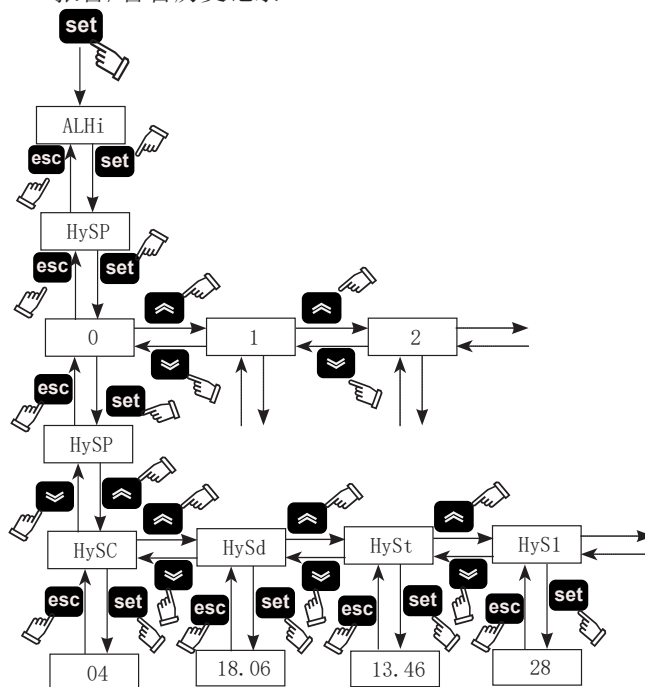 set
ALHi
esc set
HySP
esc set
0 1 2
esc set
HySP
HySC HySd HySt HyS1
esc set esc set esc set esc set
04 18.06 13.46 28